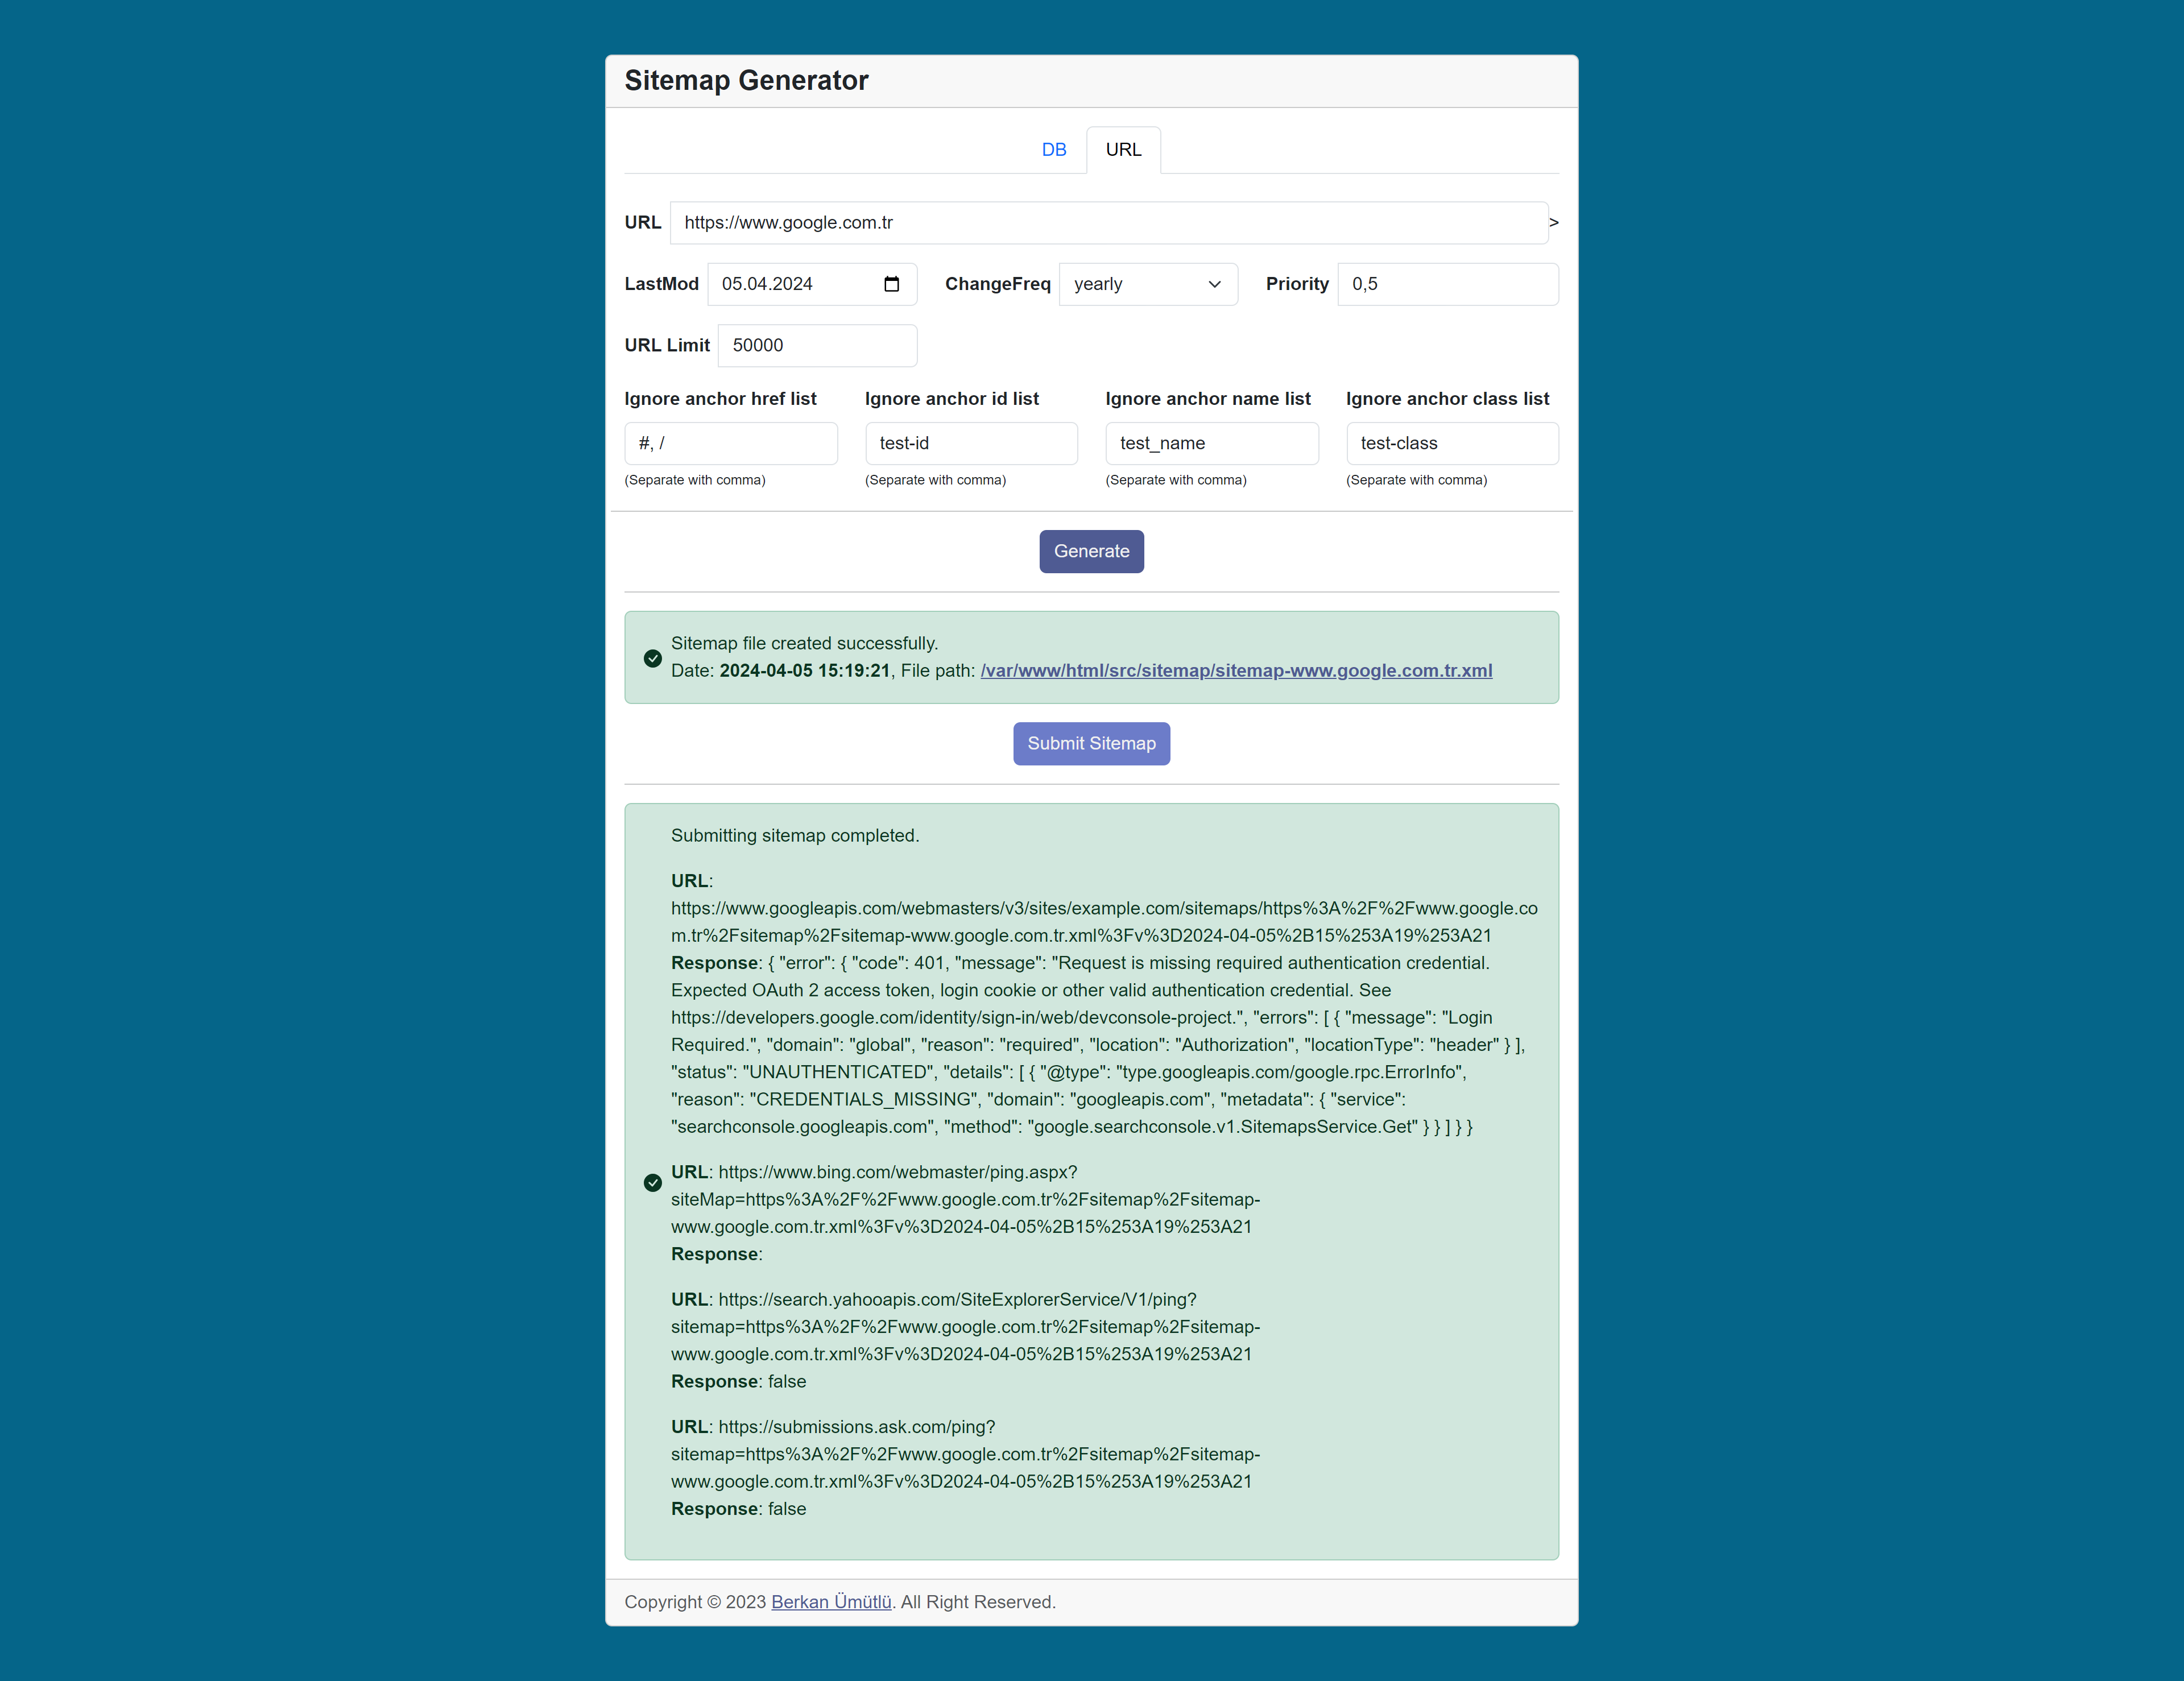 Sitemap Generator
DB URL
URL https://www.google.com.tr >
LastMod 05.04.2024 ChangeFreq yearly Priority 0,5
URL Limit 50000
Ignore anchor href list Ignore anchor id list Ignore anchor name list Ignore anchor class list
#, / test-id test_name test-class
(Separate with comma) (Separate with comma) (Separate with comma) (Separate with comma)
Generate
Sitemap file created successfully.
Date: 2024-04-05 15:19:21, File path: /var/www/html/src/sitemap/sitemap-www.google.com.tr.xml
Submit Sitemap
Submitting sitemap completed.
URL:
https://www.googleapis.com/webmasters/v3/sites/example.com/sitemaps/https%3A%2F%2Fwww.google.co
m.tr%2Fsitemap%2Fsitemap-www.google.com.tr.xml%3Fv%3D2024-04-05%2B15%253A19%253A21
Response: { "error": { "code": 401, "message": "Request is missing required authentication credential.
Expected OAuth 2 access token, login cookie or other valid authentication credential. See
https://developers.google.com/identity/sign-in/web/devconsole-project.", "errors": [ { "message": "Login
Required.", "domain": "global", "reason": "required", "location": "Authorization", "locationType": "header" } ],
"status": "UNAUTHENTICATED", "details": [ { "@type": "type.googleapis.com/google.rpc.ErrorInfo",
"reason": "CREDENTIALS_MISSING", "domain": "googleapis.com", "metadata": { "service":
"searchconsole.googleapis.com", "method": "google.searchconsole.v1.SitemapsService.Get" } } ] } }
URL: https://www.bing.com/webmaster/ping.aspx?
siteMap=https%3A%2F%2Fwww.google.com.tr%2Fsitemap%2Fsitemap-
www.google.com.tr.xml%3Fv%3D2024-04-05%2B15%253A19%253A21
Response:
URL: https://search.yahooapis.com/SiteExplorerService/V1/ping?
sitemap=https%3A%2F%2Fwww.google.com.tr%2Fsitemap%2Fsitemap-
www.google.com.tr.xml%3Fv%3D2024-04-05%2B15%253A19%253A21
Response: false
URL: https://submissions.ask.com/ping?
sitemap=https%3A%2F%2Fwww.google.com.tr%2Fsitemap%2Fsitemap-
www.google.com.tr.xml%3Fv%3D2024-04-05%2B15%253A19%253A21
Response: false
Copyright © 2023 Berkan Ümütlü. All Right Reserved.